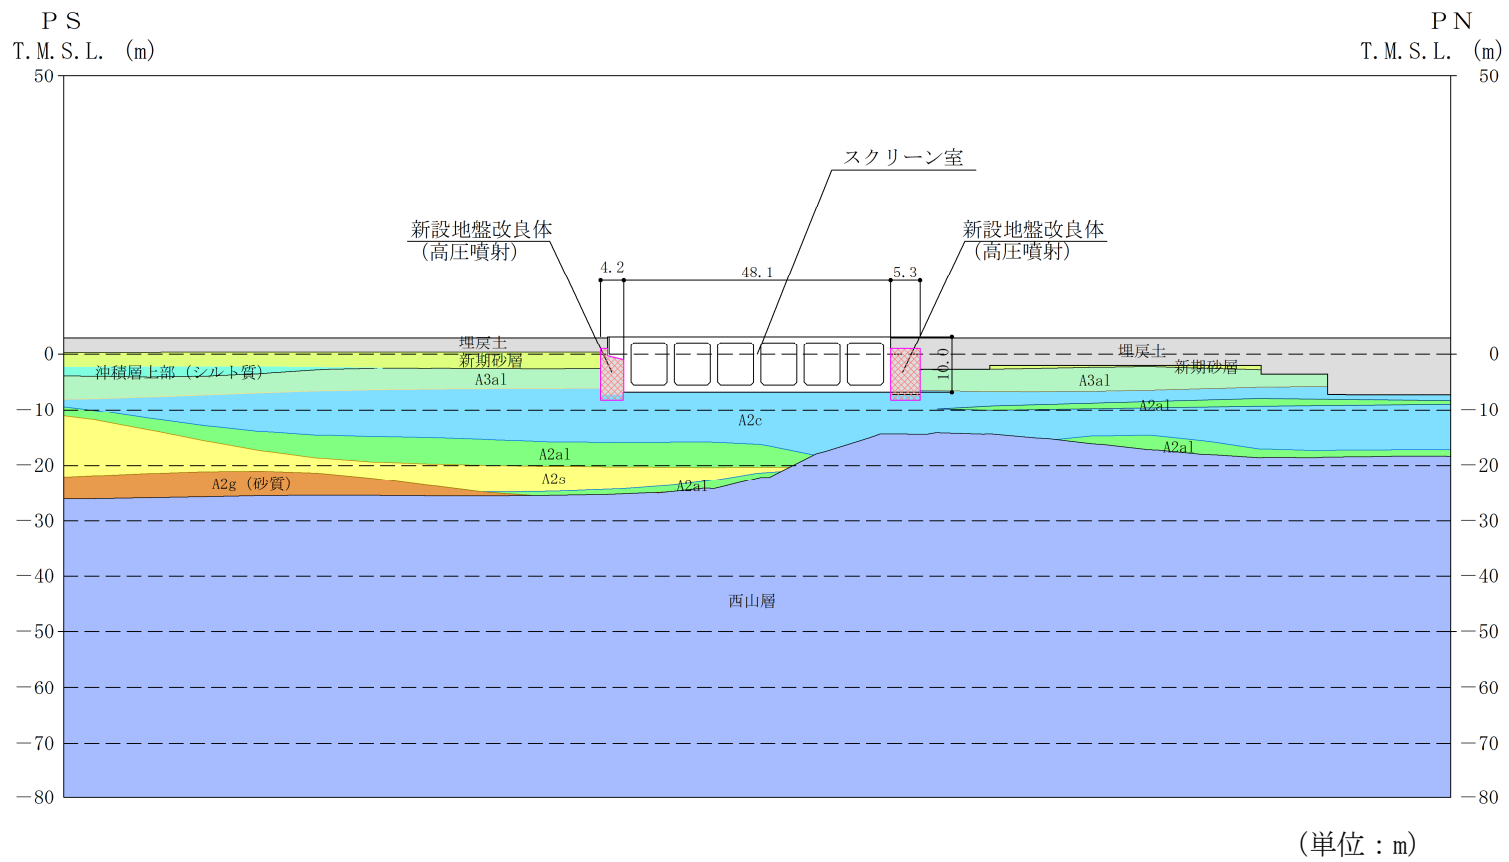 ＰＳ
ＰＮ
T.M.S.L. (m)
T.M.S.L. (m)
50
50
スクリーン室
新設地盤改良体
(高圧噴射)
新設地盤改良体
(高圧噴射)
4.2
48.1
5.3
埋戻土
埋戻土
0
0
新期砂層
新期砂層
10.0
沖積層上部（シルト質）
A3al
A3al
－10
－10
A2al
A2c
A2al
A2al
－20
－20
A2g（砂質）
A2s
A2al
－30
－30
－40
－40
西山層
－50
－50
－60
－60
－70
－70
－80
－80
(単位：m)